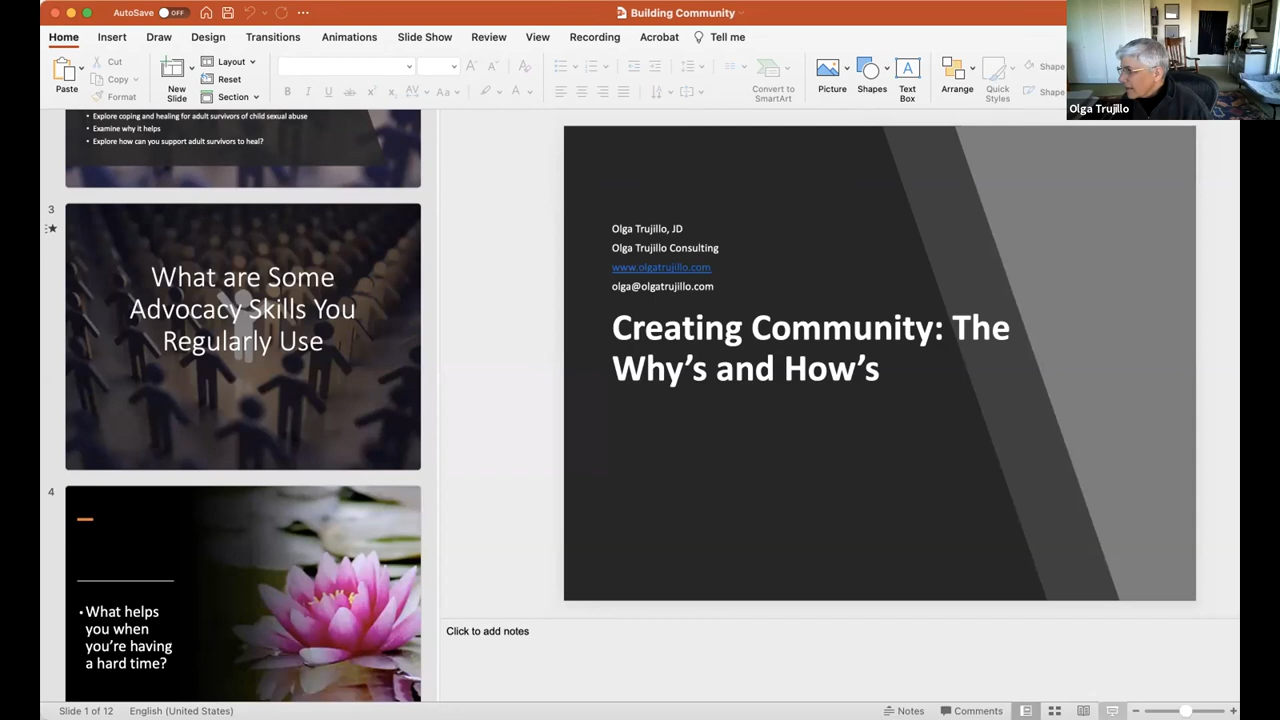 AutoSave OFF
Building Community
Home Insert Draw Design Transitions Animations Slide Show Review View Recording Acrobat Tell me
Paste
Cut
Copy
Format
New Slide
Layout
Reset
Section
Convert to SmartArt
Picture
Shapes
Text Box
Arrange
Quick Styles
Shape
Shape
Olga Trujillo
• Explore coping and healing for adult survivors of child sexual abuse
• Examine why it helps
• Explore how can you support adult survivors to heal?
3
What are Some
Advocacy Skills You
Regularly Use
4
• What helps
you when
you're having
a hard time?
Olga Trujillo, JD
Olga Trujillo Consulting
www.olgatrujillo.com
olga@olgatrujillo.com
Creating Community: The
Why's and How's
Click to add notes
Slide 1 of 12 English (United States) Notes Comments